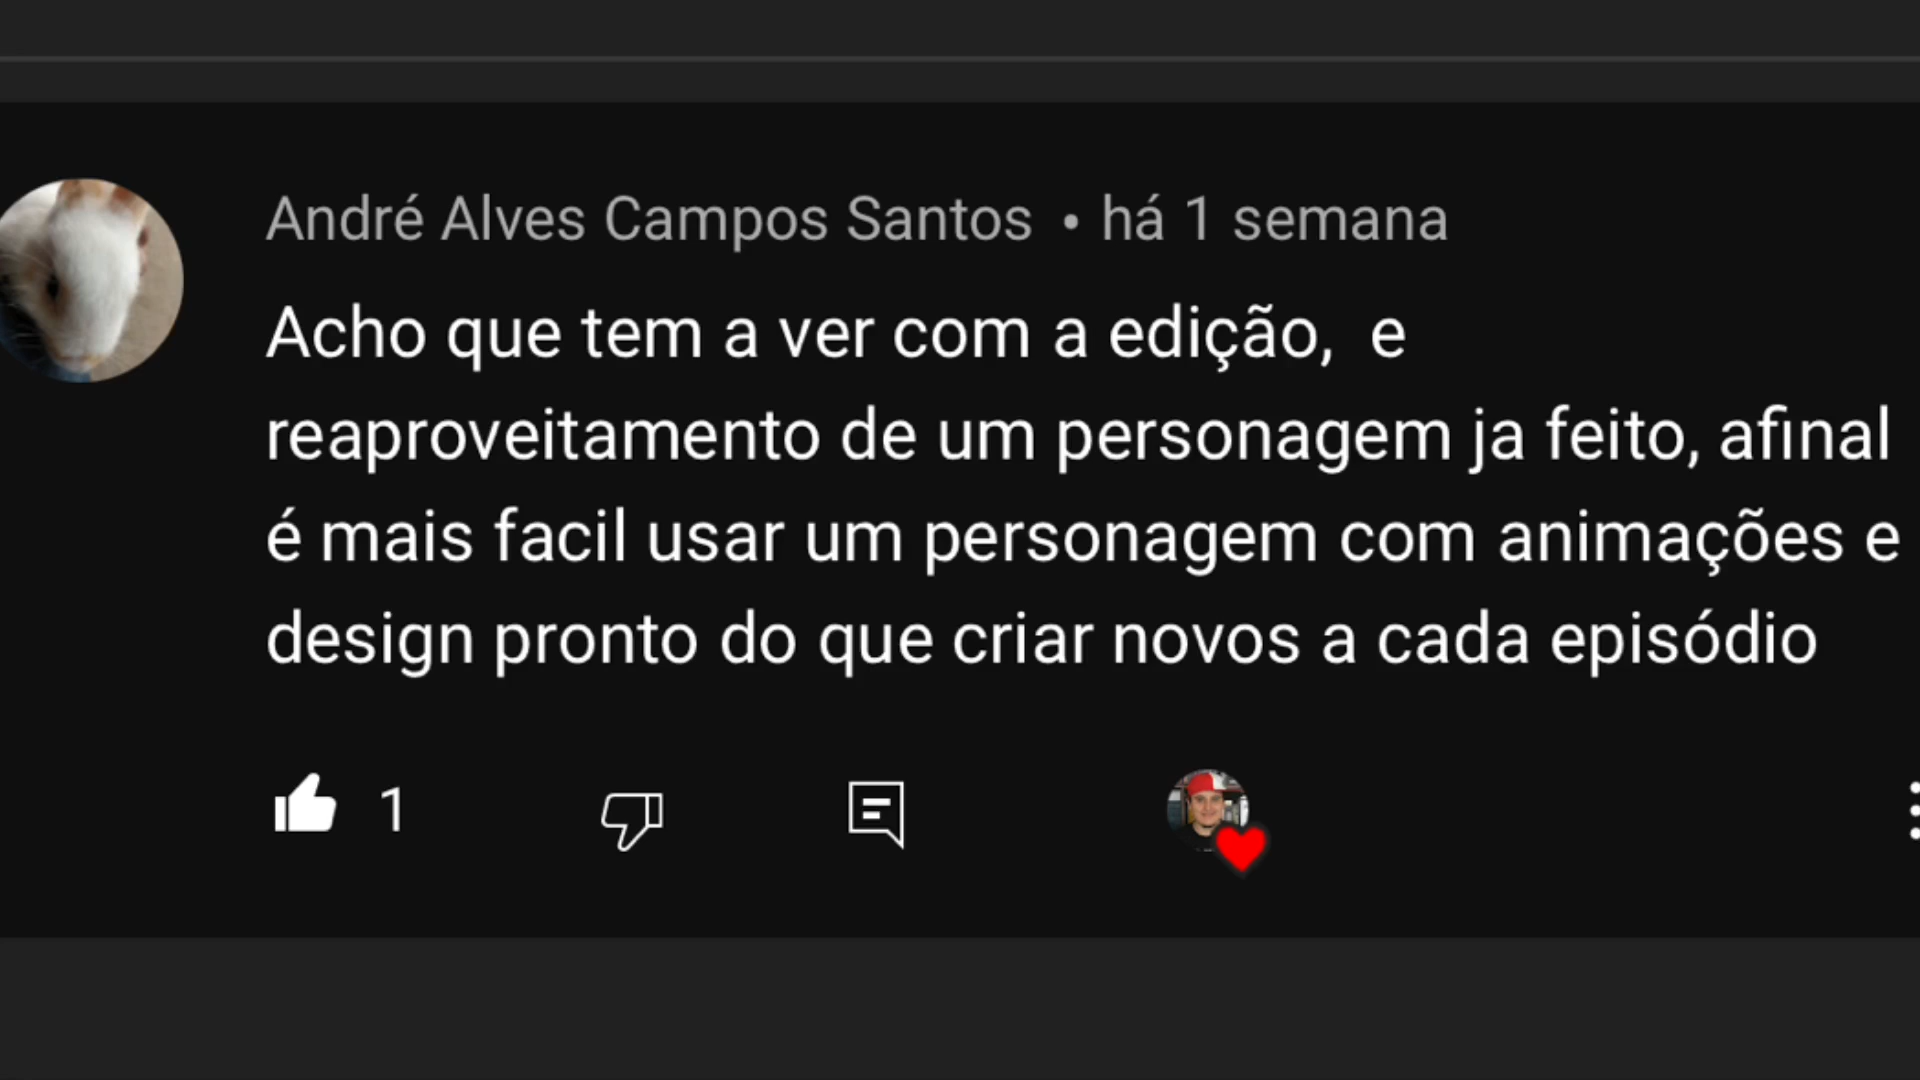 André Alves Campos Santos • há 1 semana
Acho que tem a ver com a edição,  e
reaproveitamento de um personagem ja feito, afinal
é mais facil usar um personagem com animações e
design pronto do que criar novos a cada episódio
1